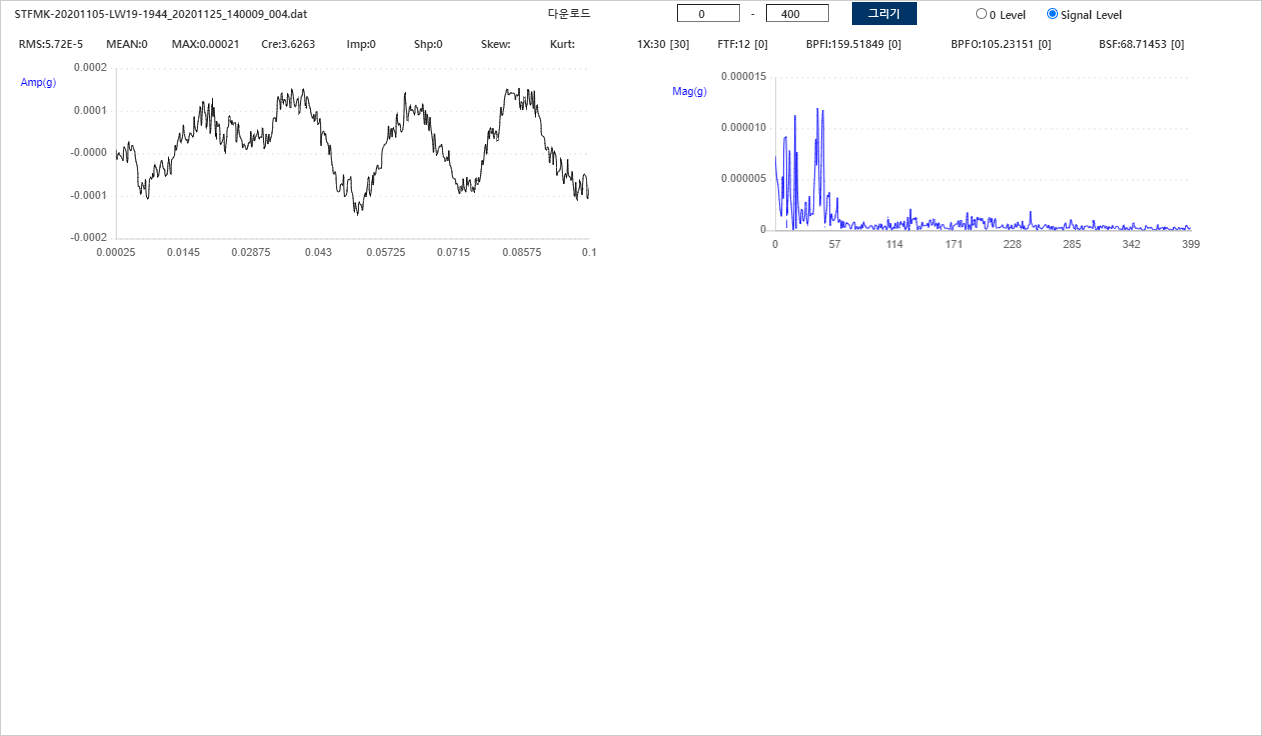 STFMK-20201105-LW19-1944_20201125_140009_004.dat 다운로드 0 - 400 그리기 0 Level Signal Level
RMS:5.72E-5 MEAN:0 MAX:0.00021 Cre:3.6263 Imp:0 Shp:0 Skew: Kurt: 1X:30 [30] FTF:12 [0] BPFI:159.51849 [0] BPFO:105.23151 [0] BSF:68.71453 [0]
Amp(g)
0.0002
0.0001
-0.0000
-0.0001
-0.0002
0.00025 0.0145 0.02875 0.043 0.05725 0.0715 0.08575 0.1
Mag(g)
0.000015
0.000010
0.000005
0
0 57 114 171 228 285 342 399